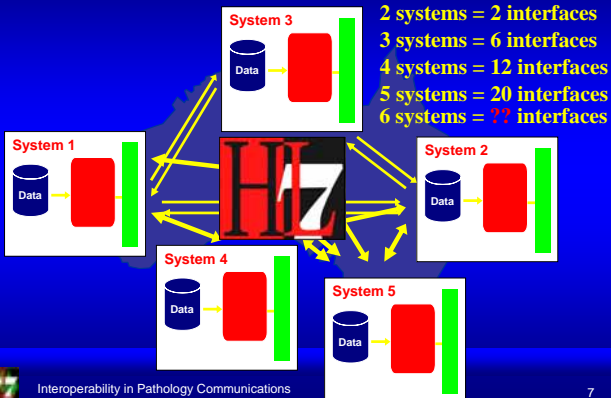 System 3
Data
2 systems = 2 interfaces
3 systems = 6 interfaces
4 systems = 12 interfaces
5 systems = 20 interfaces
6 systems = ?? interfaces
System 1
Data
HL7
System 2
Data
System 4
Data
System 5
Data
Interoperability in Pathology Communications
7